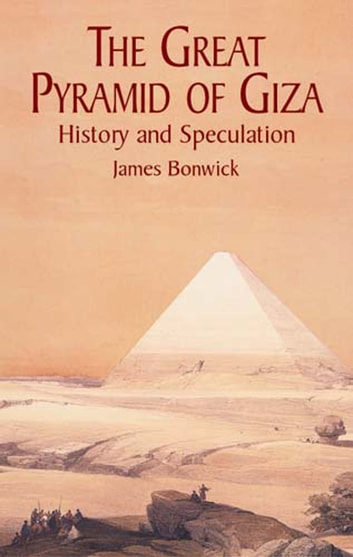 THE GREAT
PYRAMID OF GIZA
History and Speculation
James Bonwick